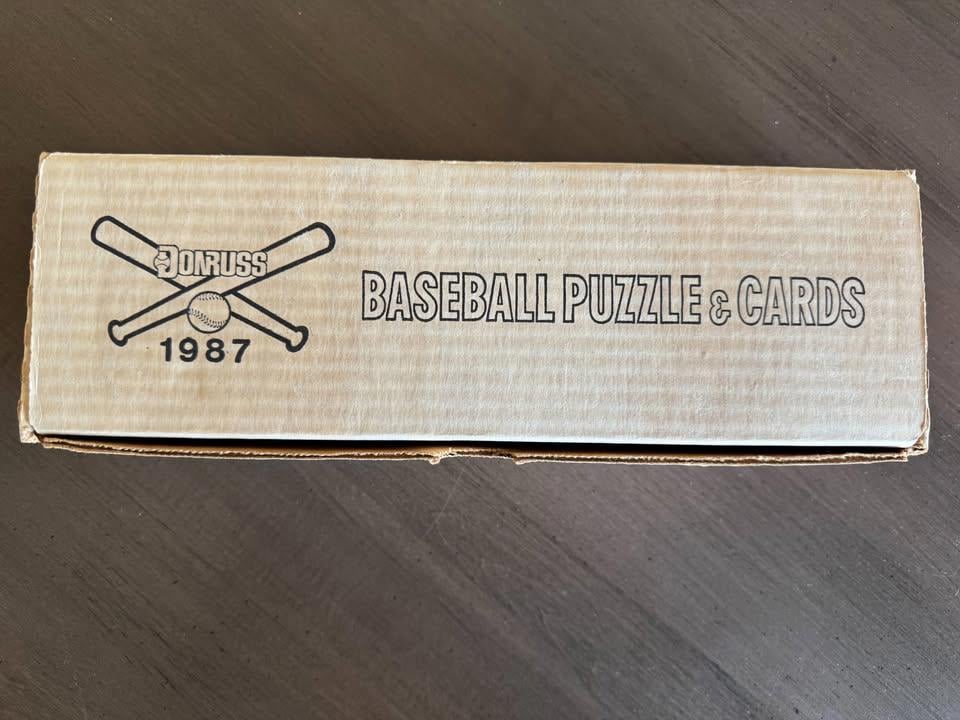 DONRUSS
1987
BASEBALL PUZZLE & CARDS